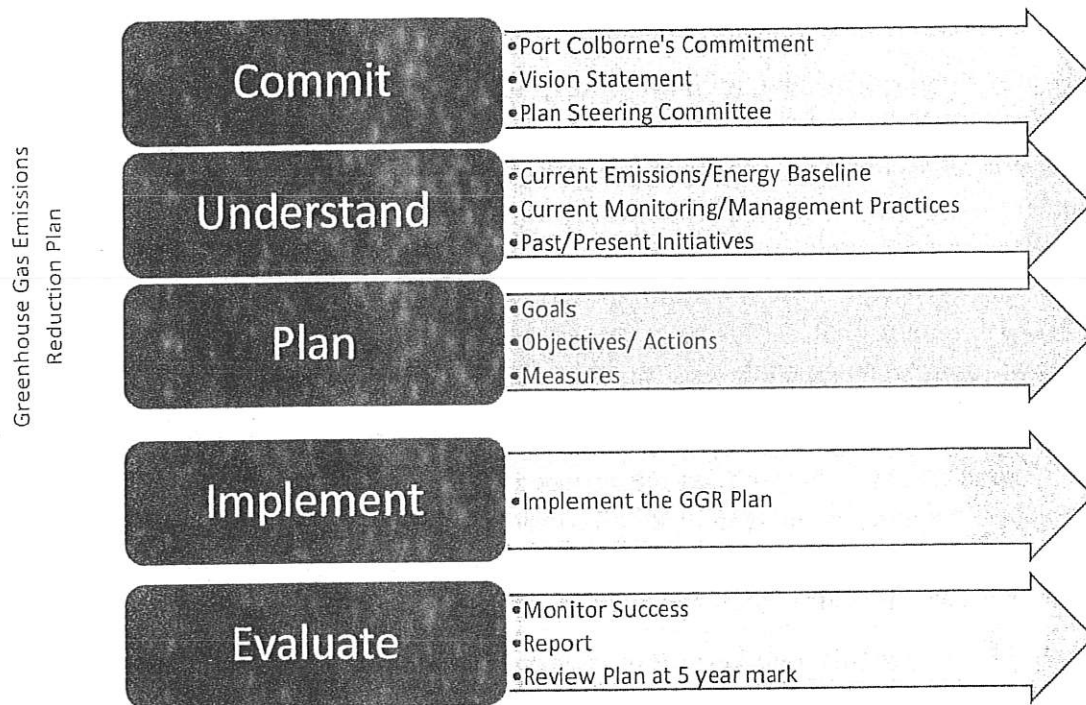 Greenhouse Gas Emissions
Reduction Plan
Commit
•Port Colborne's Commitment
•Vision Statement
•Plan Steering Committee
Understand
•Current Emissions/Energy Baseline
•Current Monitoring/Management Practices
•Past/Present Initiatives
Plan
•Goals
•Objectives/ Actions
•Measures
Implement
•Implement the GGR Plan
Evaluate
•Monitor Success
•Report
•Review Plan at 5 year mark